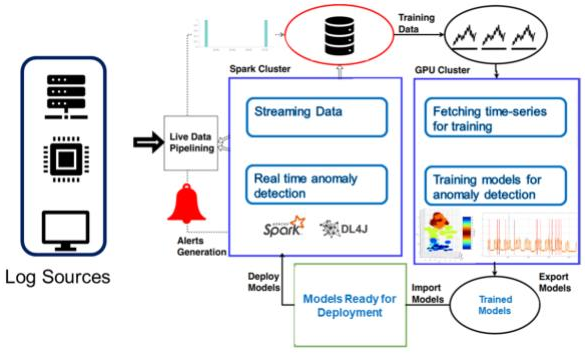 Training
Data
Spark Cluster
GPU Cluster
Streaming Data
Fetching time-series
for training
Live Data
Pipelining
Real time anomaly
detection
Training models for
anomaly detection
Spark
DL4J
Alerts
Generation
Log Sources
Deploy
Models
Models Ready for
Deployment
Import
Models
Trained
Models
Export
Models